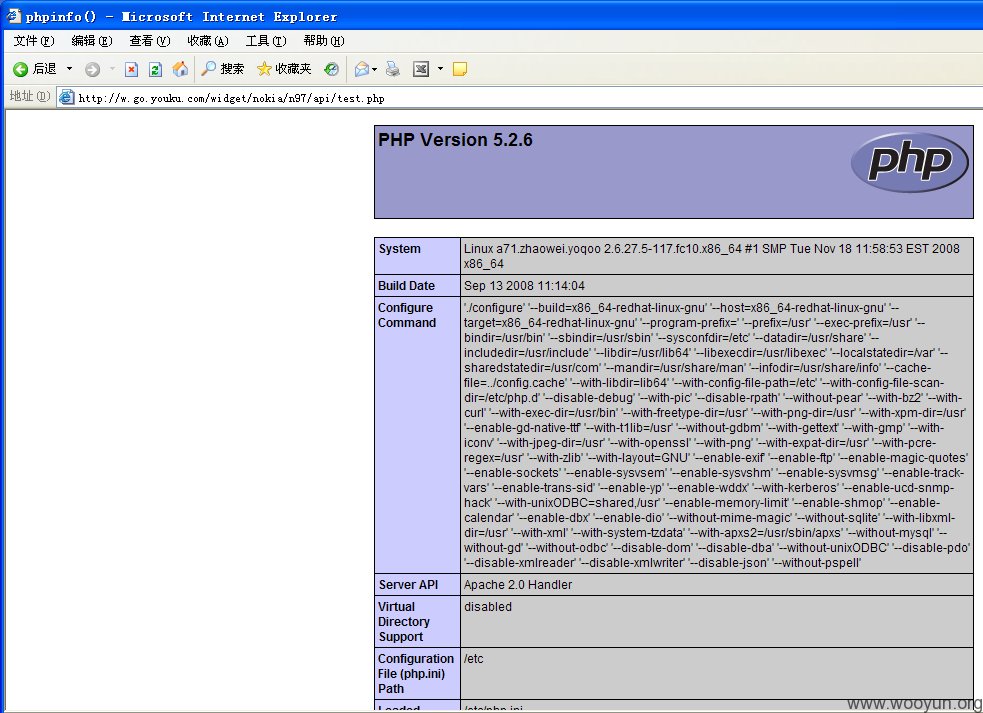 phpinfo() - Microsoft Internet Explorer
文件(F) 编辑(E) 查看(V) 收藏(A) 工具(T) 帮助(H)
后退 搜索 收藏夹
地址(D) http://w.go.youku.com/widget/nokia/n97/api/test.php
PHP Version 5.2.6
php
System Linux a71.zhaowei.yoqoo 2.6.27.5-117.fc10.x86_64 #1 SMP Tue Nov 18 11:58:53 EST 2008
x86_64
Build Date Sep 13 2008 11:14:04
Configure './configure' '--build=x86_64-redhat-linux-gnu' '--host=x86_64-redhat-linux-gnu' '--
Command target=x86_64-redhat-linux-gnu' '--program-prefix=' '--prefix=/usr' '--exec-prefix=/usr' '--
bindir=/usr/bin' '--sbindir=/usr/sbin' '--sysconfdir=/etc' '--datadir=/usr/share' '--
includedir=/usr/include' '--libdir=/usr/lib64' '--libexecdir=/usr/libexec' '--localstatedir=/var' '--
sharedstatedir=/usr/com' '--mandir=/usr/share/man' '--infodir=/usr/share/info' '--cache-
file=../config.cache' '--with-libdir=lib64' '--with-config-file-path=/etc' '--with-config-file-scan-
dir=/etc/php.d' '--disable-debug' '--with-pic' '--disable-rpath' '--without-pear' '--with-bz2' '--with-
curl' '--with-exec-dir=/usr/bin' '--with-freetype-dir=/usr' '--with-png-dir=/usr' '--with-xpm-dir=/usr'
'--enable-gd-native-ttf' '--with-t1lib=/usr' '--without-gdbm' '--with-gettext' '--with-gmp' '--with-
iconv' '--with-jpeg-dir=/usr' '--with-openssl' '--with-png' '--with-expat-dir=/usr' '--with-pcre-
regex=/usr' '--with-zlib' '--with-layout=GNU' '--enable-exif' '--enable-ftp' '--enable-magic-quotes'
'--enable-sockets' '--enable-sysvsem' '--enable-sysvshm' '--enable-sysvmsg' '--enable-track-
vars' '--enable-trans-sid' '--enable-yp' '--enable-wddx' '--with-kerberos' '--enable-ucd-snmp-
hack' '--with-unixODBC=shared,/usr' '--enable-memory-limit' '--enable-shmop' '--enable-
calendar' '--enable-dbx' '--enable-dio' '--without-mime-magic' '--without-sqlite' '--with-libxml-
dir=/usr' '--with-xml' '--with-system-tzdata' '--with-apxs2=/usr/sbin/apxs' '--without-mysql' '--
without-gd' '--without-odbc' '--disable-dom' '--disable-dba' '--without-unixODBC' '--disable-pdo'
'--disable-xmlreader' '--disable-xmlwriter' '--disable-json' '--without-pspell'
Server API Apache 2.0 Handler
Virtual disabled
Directory
Support
Configuration /etc
File (php.ini)
Path
Loaded /etc/php.ini
www.wooyun.org